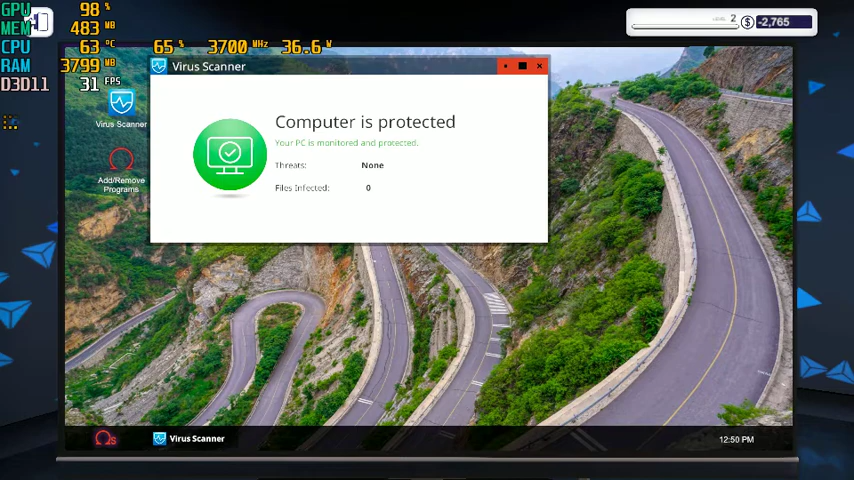 GPU 98 %
MEM 483 MB
CPU 63 °C 65 % 3700 MHz 36.6 W
RAM 3799 MB
D3D11 31 FPS
LEVEL 2 $ -2,765
Virus Scanner
Computer is protected
Your PC is monitored and protected.
Threats: None
Files Infected: 0
Virus Scanner
Add/Remove
Programs
Ωs Virus Scanner 12:50 PM